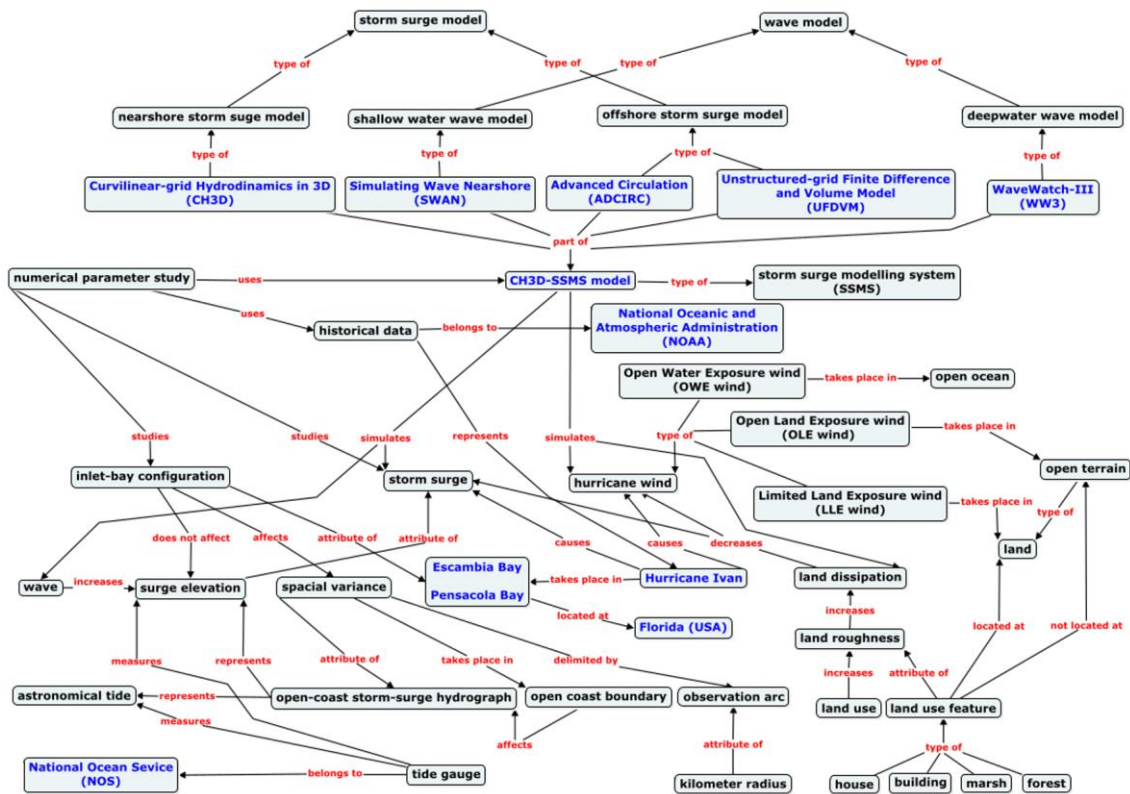 storm surge model
wave model
type of
type of
type of
type of
nearshore storm suge model
shallow water wave model
offshore storm surge model
deepwater wave model
type of
type of
type of
type of
Curvilinear-grid Hydrodinamics in 3D
(CH3D)
Simulating Wave Nearshore
(SWAN)
Advanced Circulation
(ADCIRC)
Unstructured-grid Finite Difference
and Volume Model
(UFDVM)
WaveWatch-III
(WW3)
part of
numerical parameter study
uses
CH3D-SSMS model
type of
storm surge modelling system
(SSMS)
uses
historical data
belongs to
National Oceanic and
Atmospheric Administration
(NOAA)
Open Water Exposure wind
(OWE wind)
takes place in
open ocean
Open Land Exposure wind
(OLE wind)
takes place in
studies
studies
simulates
represents
simulates
type of
inlet-bay configuration
storm surge
hurricane wind
open terrain
Limited Land Exposure wind
(LLE wind)
takes place in
type of
does not affect
affects
attribute of
attribute of
causes
causes
decreases
land
wave
increases
surge elevation
spacial variance
Escambia Bay
Pensacola Bay
takes place in
Hurricane Ivan
land dissipation
located at
Florida (USA)
increases
land roughness
located at
not located at
measures
represents
attribute of
takes place in
delimited by
increases
attribute of
astronomical tide
represents
open-coast storm-surge hydrograph
open coast boundary
observation arc
land use
land use feature
measures
affects
attribute of
type of
National Ocean Sevice
(NOS)
belongs to
tide gauge
kilometer radius
house
building
marsh
forest